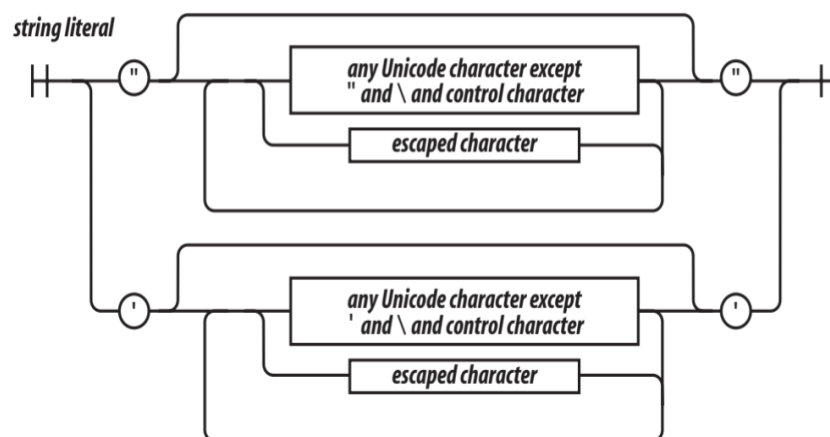 string literal
" any Unicode character except "
" and \ and control character
escaped character
' any Unicode character except '
' and \ and control character
escaped character